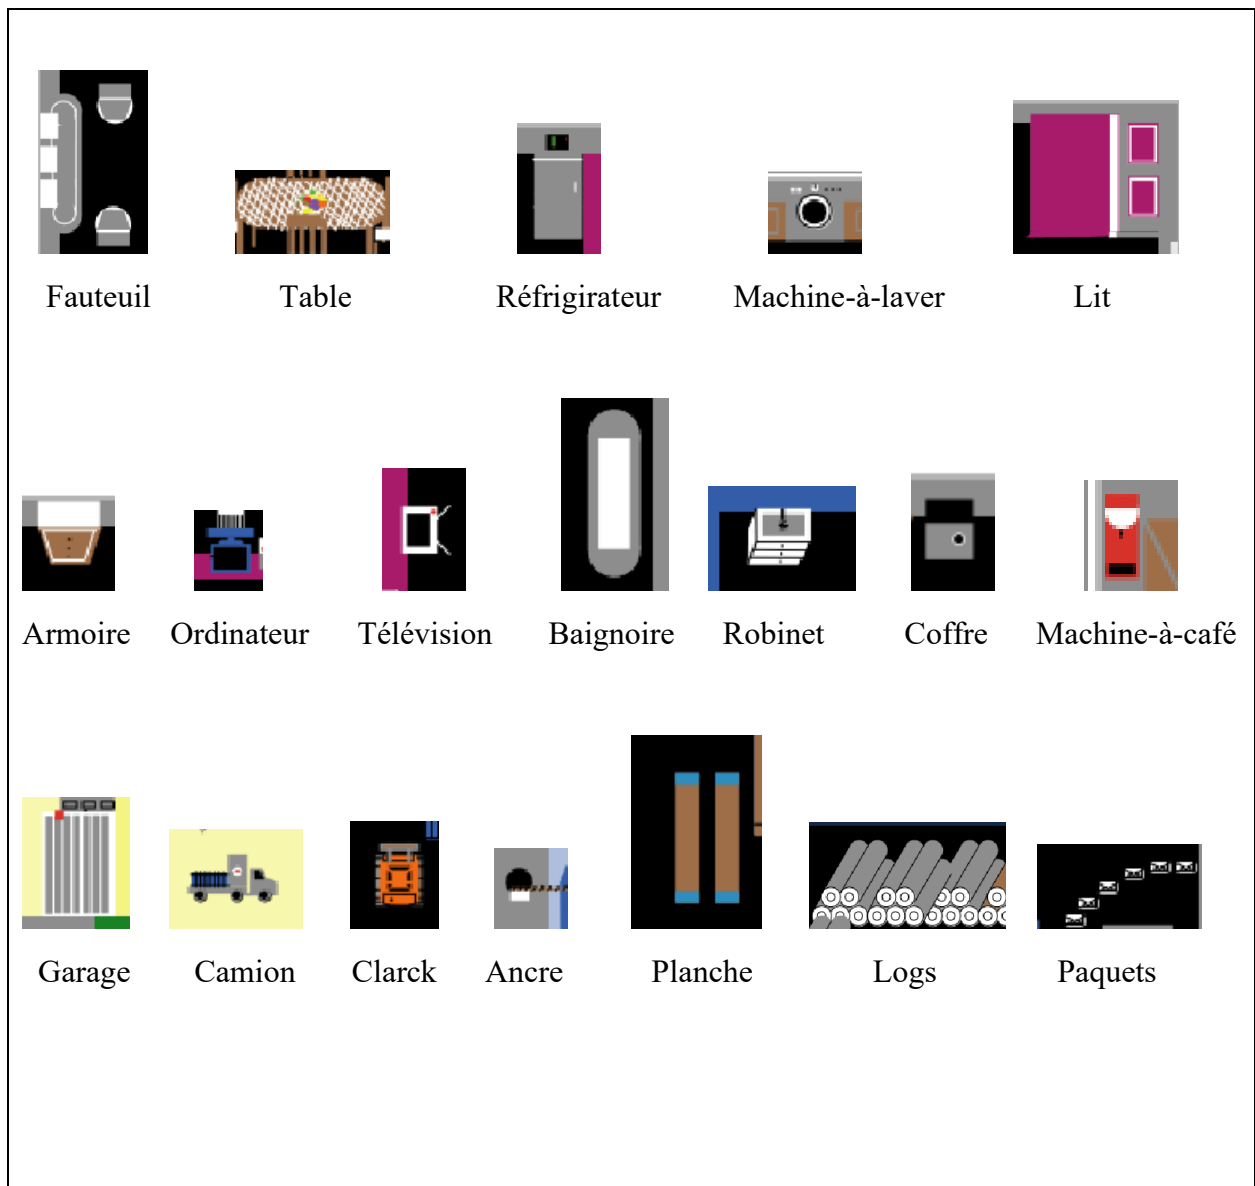 Fauteuil Table Réfrigirateur Machine-à-laver Lit
Armoire Ordinateur Télévision Baignoire Robinet Coffre Machine-à-café
Garage Camion Clarck Ancre Planche Logs Paquets